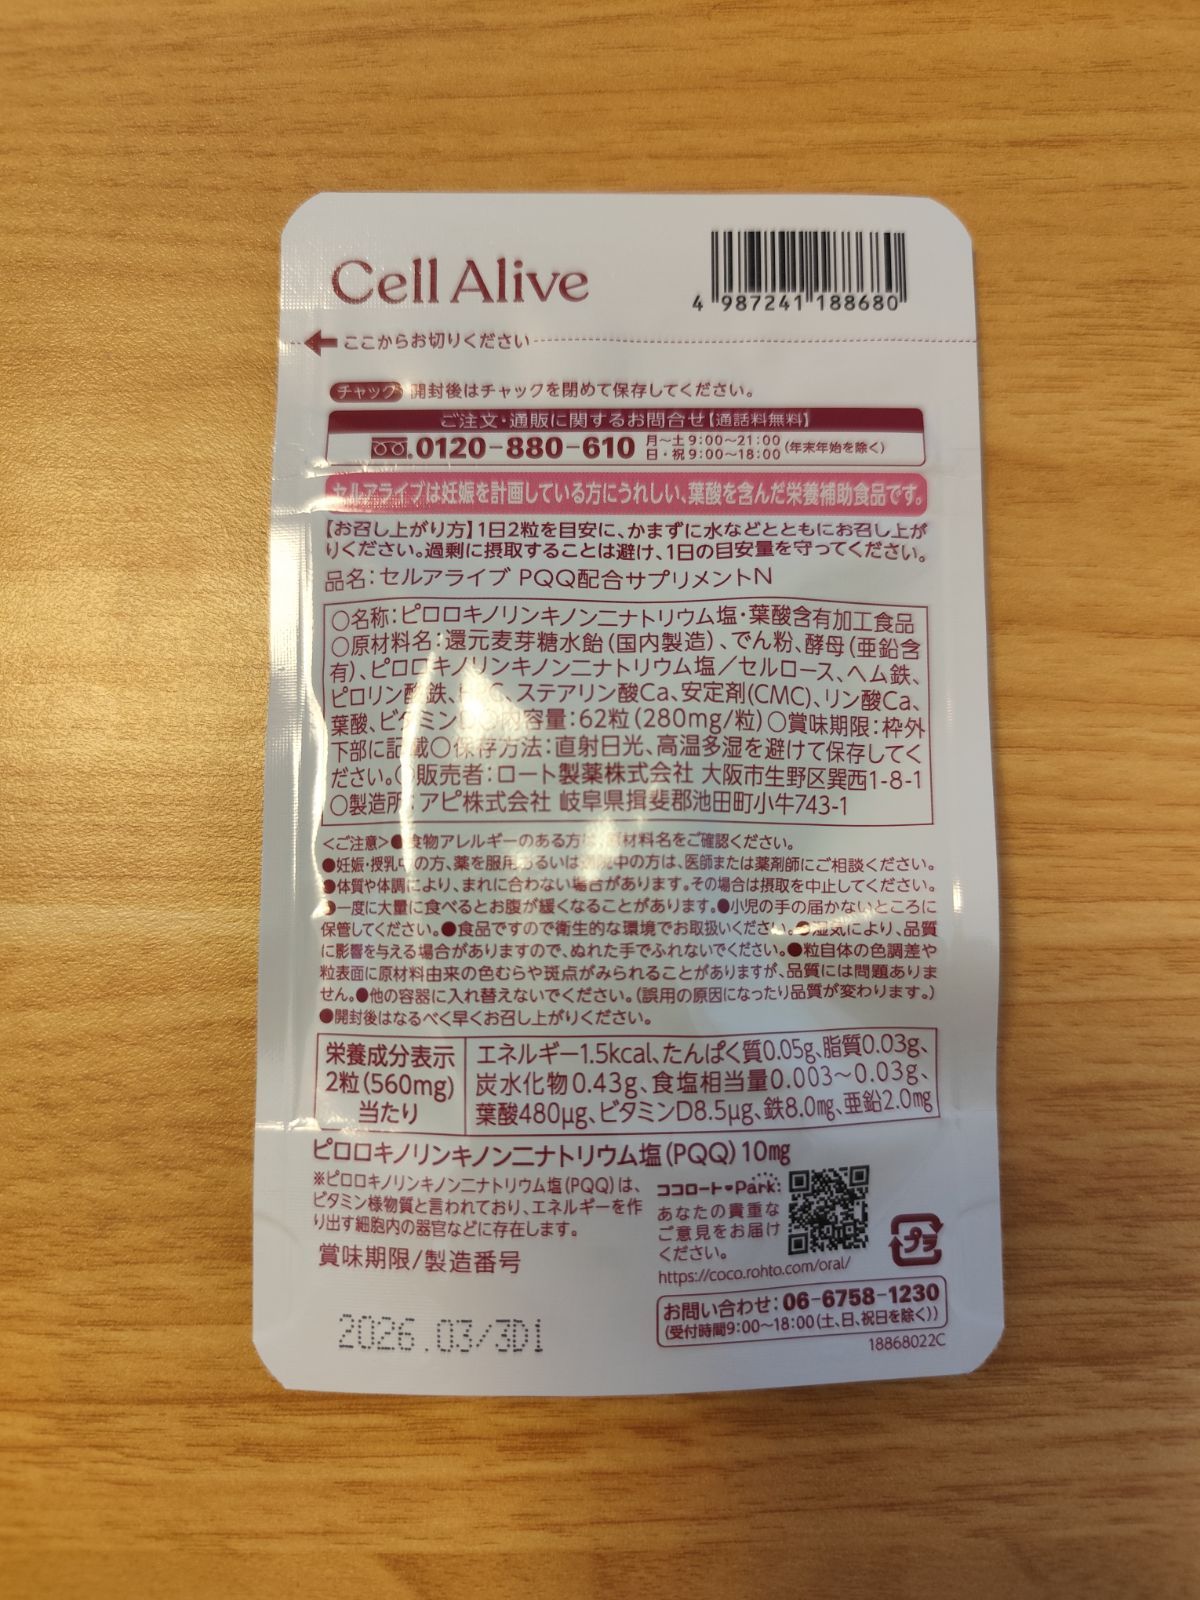 Cell Alive
4 987241 188680
ここからお切りください
チャック 開封後はチャックを閉めて保存してください。
ご注文・通販に関するお問合せ【通話料無料】
0120-880-610 月〜土 9:00〜21:00 日・祝 9:00〜18:00 (年末年始を除く)
セルアライブは妊娠を計画している方にうれしい、葉酸を含んだ栄養補助食品です。
【お召し上がり方】1日2粒を目安に、かまずに水などとともにお召し上が
りください。過剰に摂取することは避け、1日の目安量を守ってください。
品名：セルアライブ PQQ配合サプリメントN
○名称：ピロロキノリンキノン二ナトリウム塩・葉酸含有加工食品
○原材料名：還元麦芽糖水飴(国内製造)、でん粉、酵母(亜鉛含
有)、ピロロキノリンキノン二ナトリウム塩／セルロース、ヘム鉄、
ピロリン酸鉄、 ステアリン酸Ca、安定剤(CMC)、リン酸Ca、
葉酸、ビタミンD○内容量：62粒(280mg/粒)○賞味期限：枠外
下部に記載○保存方法：直射日光、高温多湿を避けて保存してく
ださい。○販売者：ロート製薬株式会社 大阪市生野区巽西1-8-1
○製造所：アピ株式会社 岐阜県揖斐郡池田町小牛743-1
＜ご注意＞●食物アレルギーのある方は、原材料名をご確認ください。
●妊娠・授乳中の方、薬を服用あるいは通院中の方は、医師または薬剤師にご相談ください。
●体質や体調により、まれに合わない場合があります。その場合は摂取を中止してください。
●一度に大量に食べるとお腹が緩くなることがあります。●小児の手の届かないところに
保管してください。●食品ですので衛生的な環境でお取扱いください。●湿気により、品質
に影響を与える場合がありますので、ぬれた手でふれないでください。●粒自体の色調差や
粒表面に原材料由来の色むらや斑点がみられることがありますが、品質には問題ありま
せん。●他の容器に入れ替えないでください。(誤用の原因になったり品質が変わります。)
●開封後はなるべく早くお召し上がりください。
栄養成分表示
2粒(560mg)
当たり
エネルギー1.5kcal、たんぱく質0.05g、脂質0.03g、
炭水化物0.43g、食塩相当量0.003〜0.03g、
葉酸480μg、ビタミンD8.5μg、鉄8.0mg、亜鉛2.0mg
ピロロキノリンキノン二ナトリウム塩(PQQ)10mg
※ピロロキノリンキノン二ナトリウム塩(PQQ)は、
ビタミン様物質と言われており、エネルギーを作
り出す細胞内の器官などに存在します。
賞味期限/製造番号
2026.03/3D1
ココロートPark:
あなたの貴重な
ご意見をお届け
ください。
https://coco.rohto.com/oral/
プラ
お問い合わせ：06-6758-1230
(受付時間9:00〜18:00(土、日、祝日を除く))
18868022C